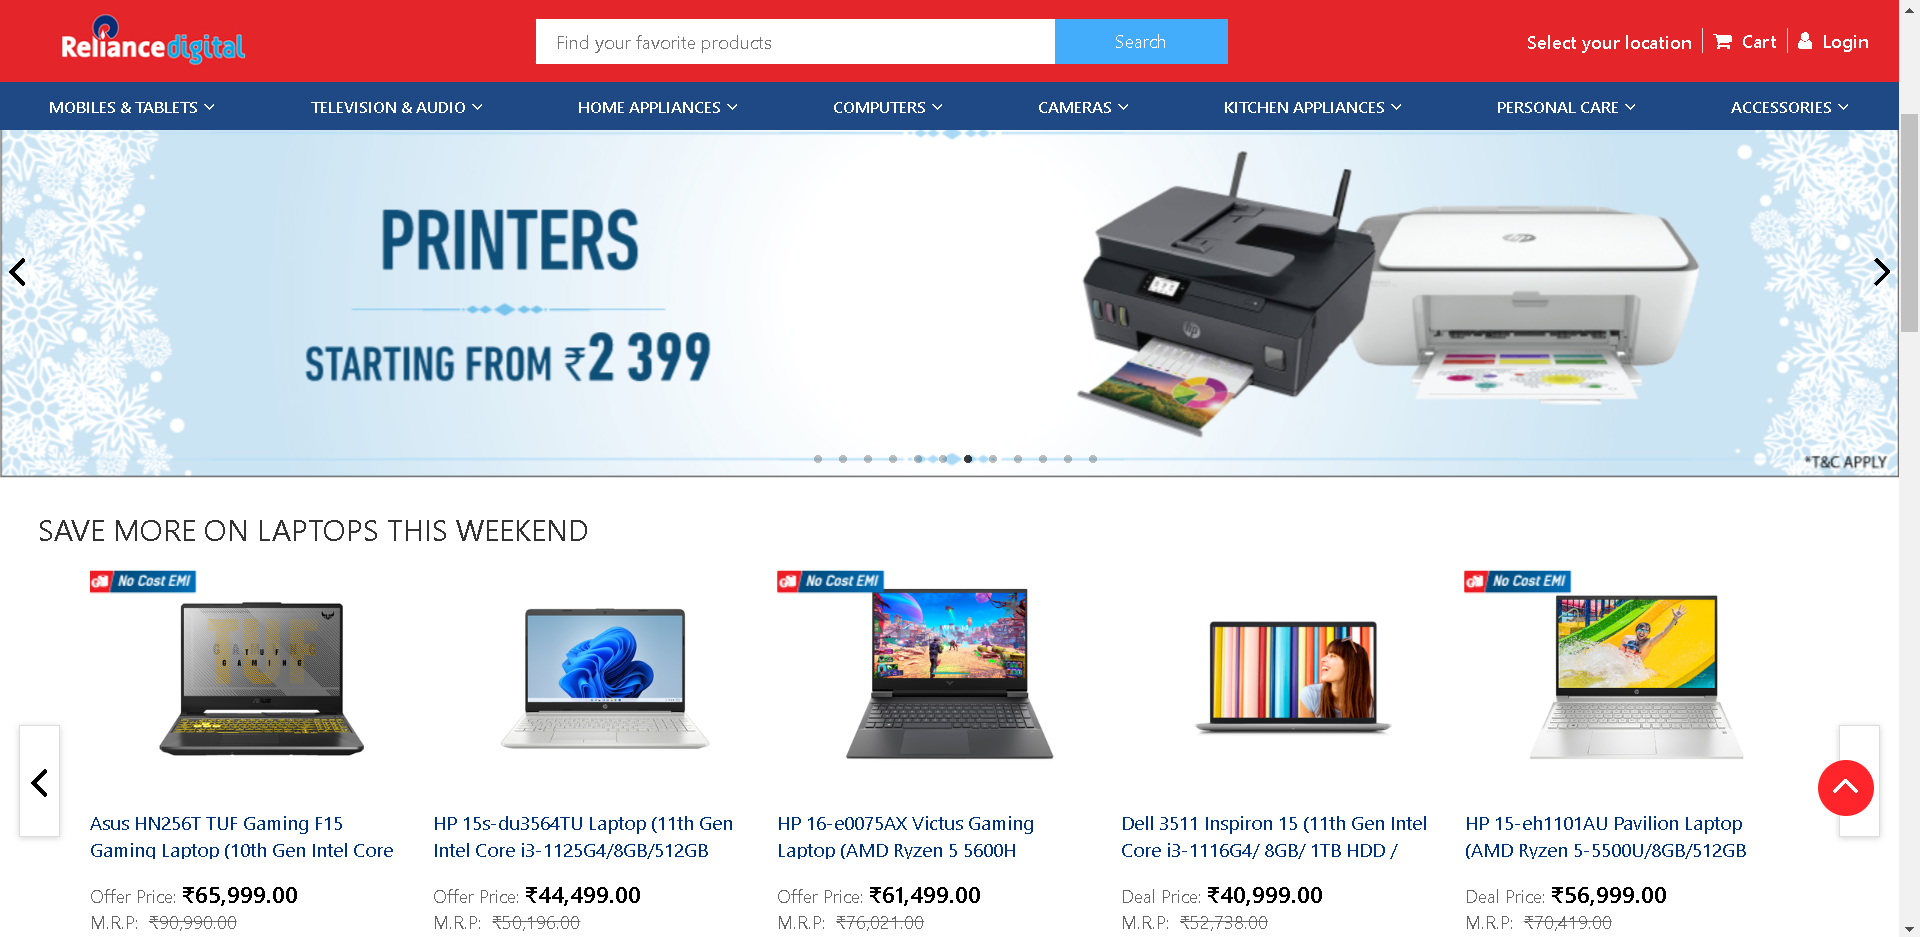 Reliance digital
Find your favorite products
Search
Select your location
Cart
Login
MOBILES & TABLETS
TELEVISION & AUDIO
HOME APPLIANCES
COMPUTERS
CAMERAS
KITCHEN APPLIANCES
PERSONAL CARE
ACCESSORIES
PRINTERS
STARTING FROM ₹2 399
hp
hp
*T&C APPLY
SAVE MORE ON LAPTOPS THIS WEEKEND
No Cost EMI
No Cost EMI
No Cost EMI
TUF
GAMING
Asus HN256T TUF Gaming F15
Gaming Laptop (10th Gen Intel Core
Offer Price: ₹65,999.00
M.R.P: ₹90,990.00
HP 15s-du3564TU Laptop (11th Gen
Intel Core i3-1125G4/8GB/512GB
Offer Price: ₹44,499.00
M.R.P: ₹50,196.00
HP 16-e0075AX Victus Gaming
Laptop (AMD Ryzen 5 5600H
Offer Price: ₹61,499.00
M.R.P: ₹76,021.00
Dell 3511 Inspiron 15 (11th Gen Intel
Core i3-1116G4/ 8GB/ 1TB HDD /
Deal Price: ₹40,999.00
M.R.P: ₹52,738.00
HP 15-eh1101AU Pavilion Laptop
(AMD Ryzen 5-5500U/8GB/512GB
Deal Price: ₹56,999.00
M.R.P: ₹70,419.00